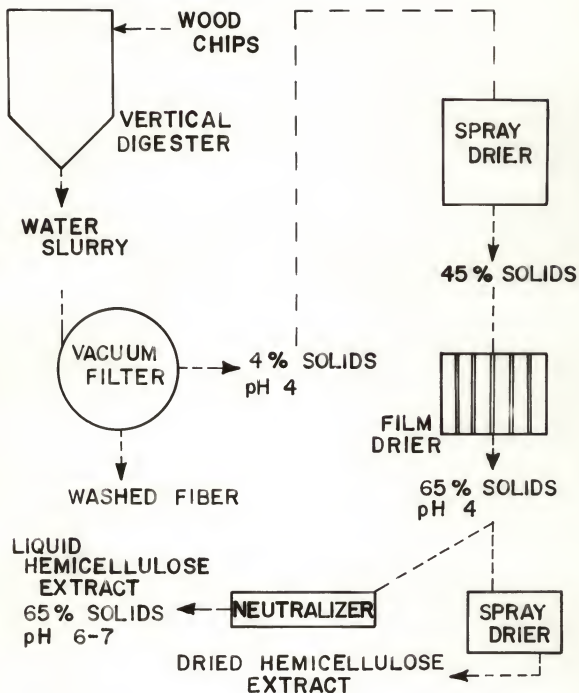 WOOD
CHIPS
VERTICAL
DIGESTER
WATER
SLURRY
VACUUM
FILTER
4% SOLIDS
pH 4
WASHED FIBER
SPRAY
DRIER
45% SOLIDS
FILM
DRIER
65% SOLIDS
pH 4
LIQUID
HEMICELLULOSE
EXTRACT
65% SOLIDS
pH 6-7
NEUTRALIZER
SPRAY
DRIER
DRIED HEMICELLULOSE
EXTRACT